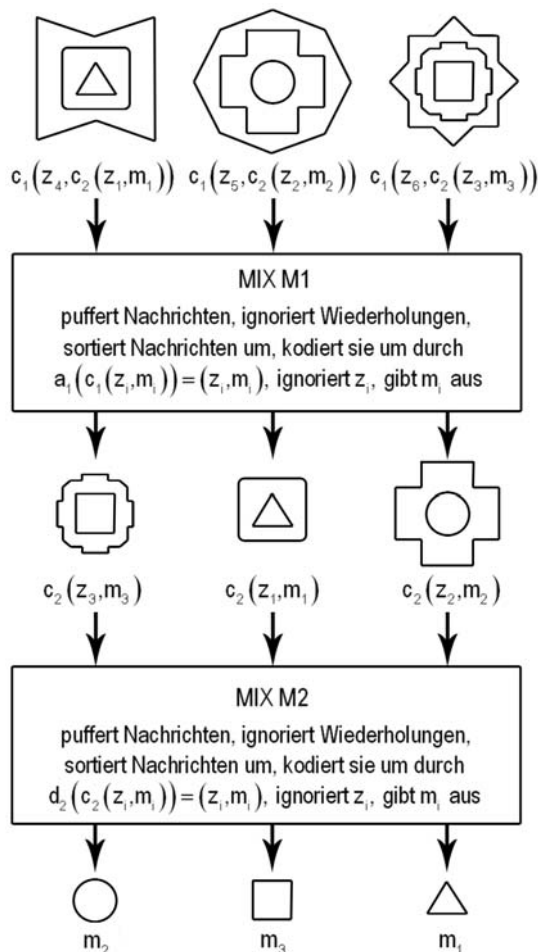 c₁(z₄,c₂(z₁,m₁)) c₁(z₅,c₂(z₂,m₂)) c₁(z₆,c₂(z₃,m₃))
MIX M1
puffert Nachrichten, ignoriert Wiederholungen,
sortiert Nachrichten um, kodiert sie um durch
a₁(c₁(zᵢ,mᵢ))=(zᵢ,mᵢ), ignoriert zᵢ, gibt mᵢ aus
c₂(z₃,m₃) c₂(z₁,m₁) c₂(z₂,m₂)
MIX M2
puffert Nachrichten, ignoriert Wiederholungen,
sortiert Nachrichten um, kodiert sie um durch
d₂(c₂(zᵢ,mᵢ))=(zᵢ,mᵢ), ignoriert zᵢ, gibt mᵢ aus
m₂ m₃ m₁